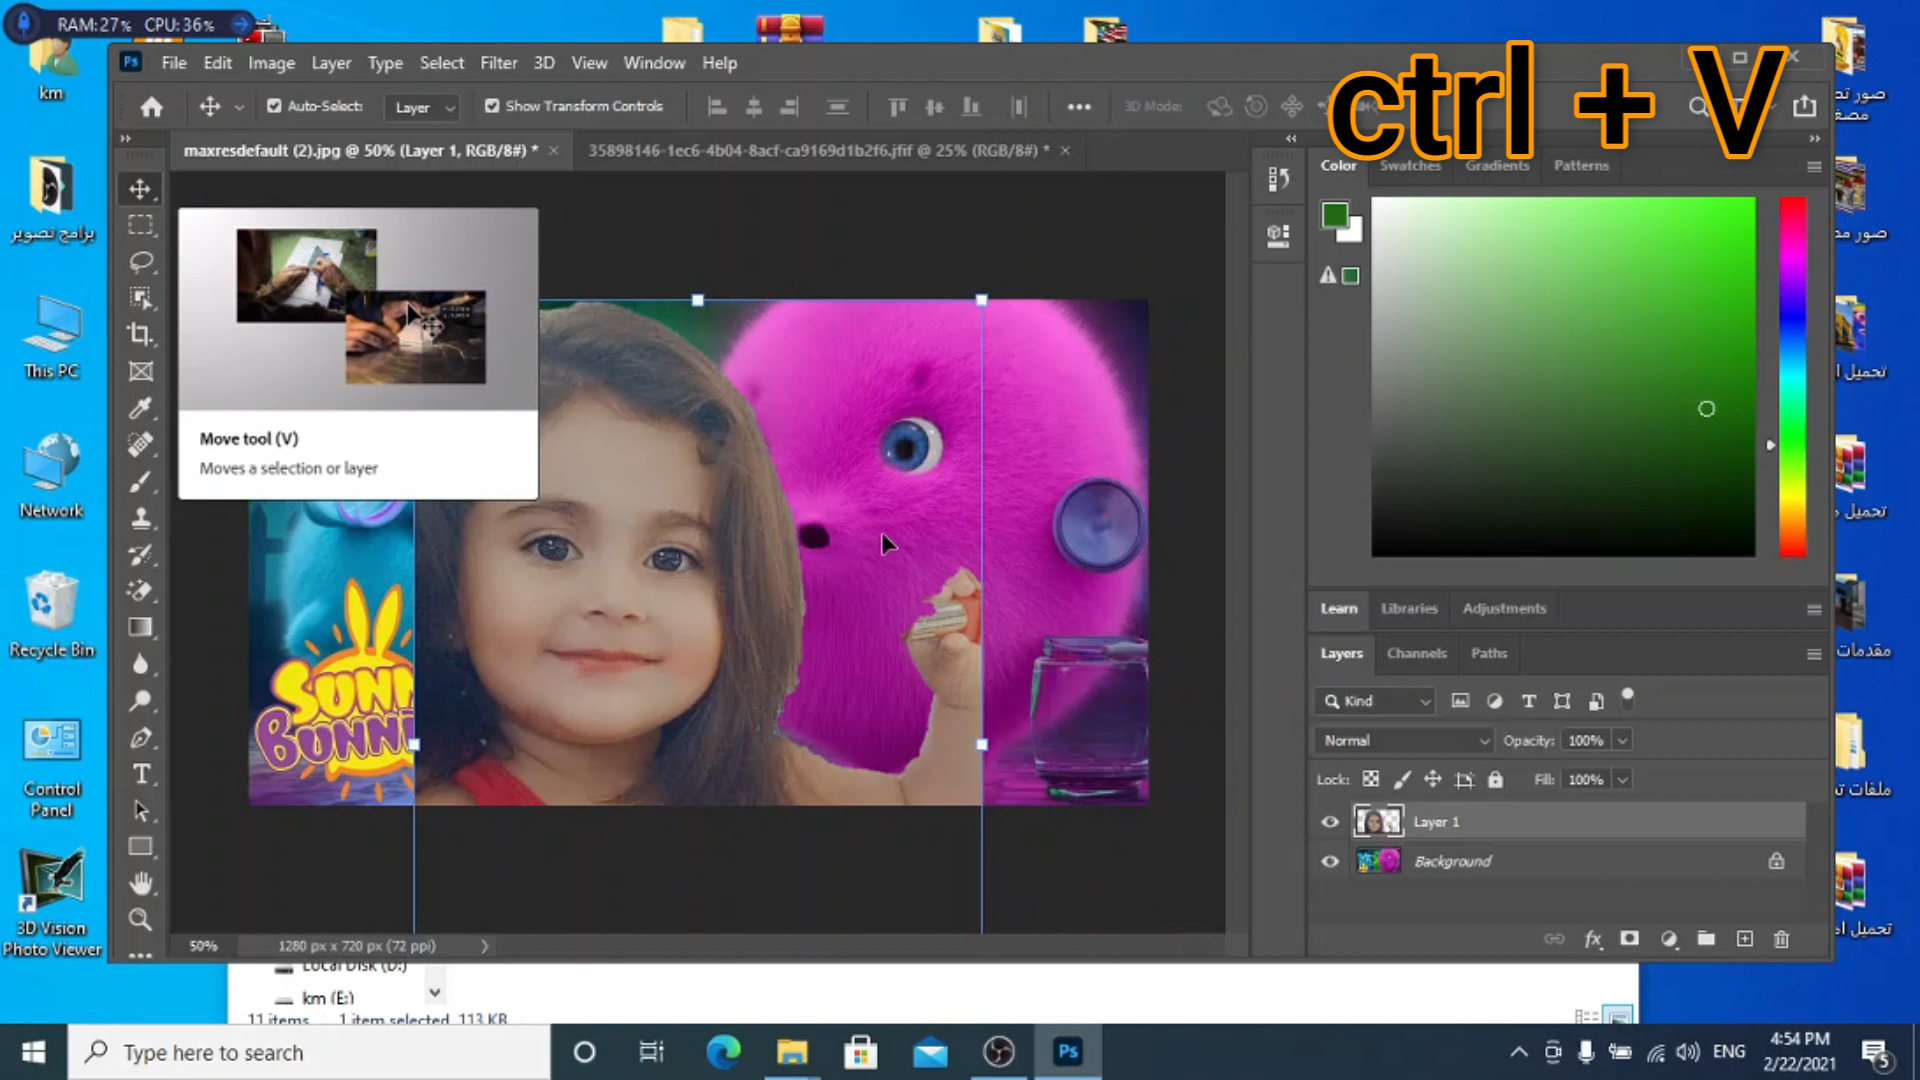 RAM:27% CPU:36%
ctrl + V
km
برامج تصوير
This PC
Network
Recycle Bin
Control
Panel
3D Vision
Photo Viewer
Ps File Edit Image Layer Type Select Filter 3D View Window Help
Auto-Select: Layer Show Transform Controls 3D Mode:
maxresdefault (2).jpg @ 50% (Layer 1, RGB/8#) * 35898146-1ec6-4b04-8acf-ca9169d1b2f6.jfif @ 25% (RGB/8#) *
Move tool (V)
Moves a selection or layer
SUNN
BUNNI
Color Swatches Gradients Patterns
Learn Libraries Adjustments
Layers Channels Paths
Kind
Normal Opacity: 100%
Lock: Fill: 100%
Layer 1
Background
50% 1280 px x 720 px (72 ppi)
صور
صور
تحميل
تحميل
مقدمات
ملفات
تحميل
Local Disk (D:)
km (E:)
11 items 1 item selected 113 KB
Type here to search
Ps
ENG
4:54 PM
2/22/2021
5